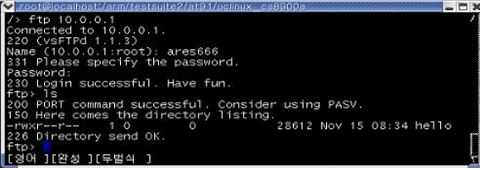 root@localhost:/arm/testsuite2/at91/uclinux_cs8900a
/> ftp 10.0.0.1
Connected to 10.0.0.1.
220 (vsFTPd 1.1.3)
Name (10.0.0.1:root): ares666
331 Please specify the password.
Password:
230 Login successful. Have fun.
ftp> ls
200 PORT command successful. Consider using PASV.
150 Here comes the directory listing.
-rwxr--r-- 1 0 0 28612 Nov 15 08:34 hello
226 Directory send OK.
ftp>
[영어 ][완성 ][두벌식 ]